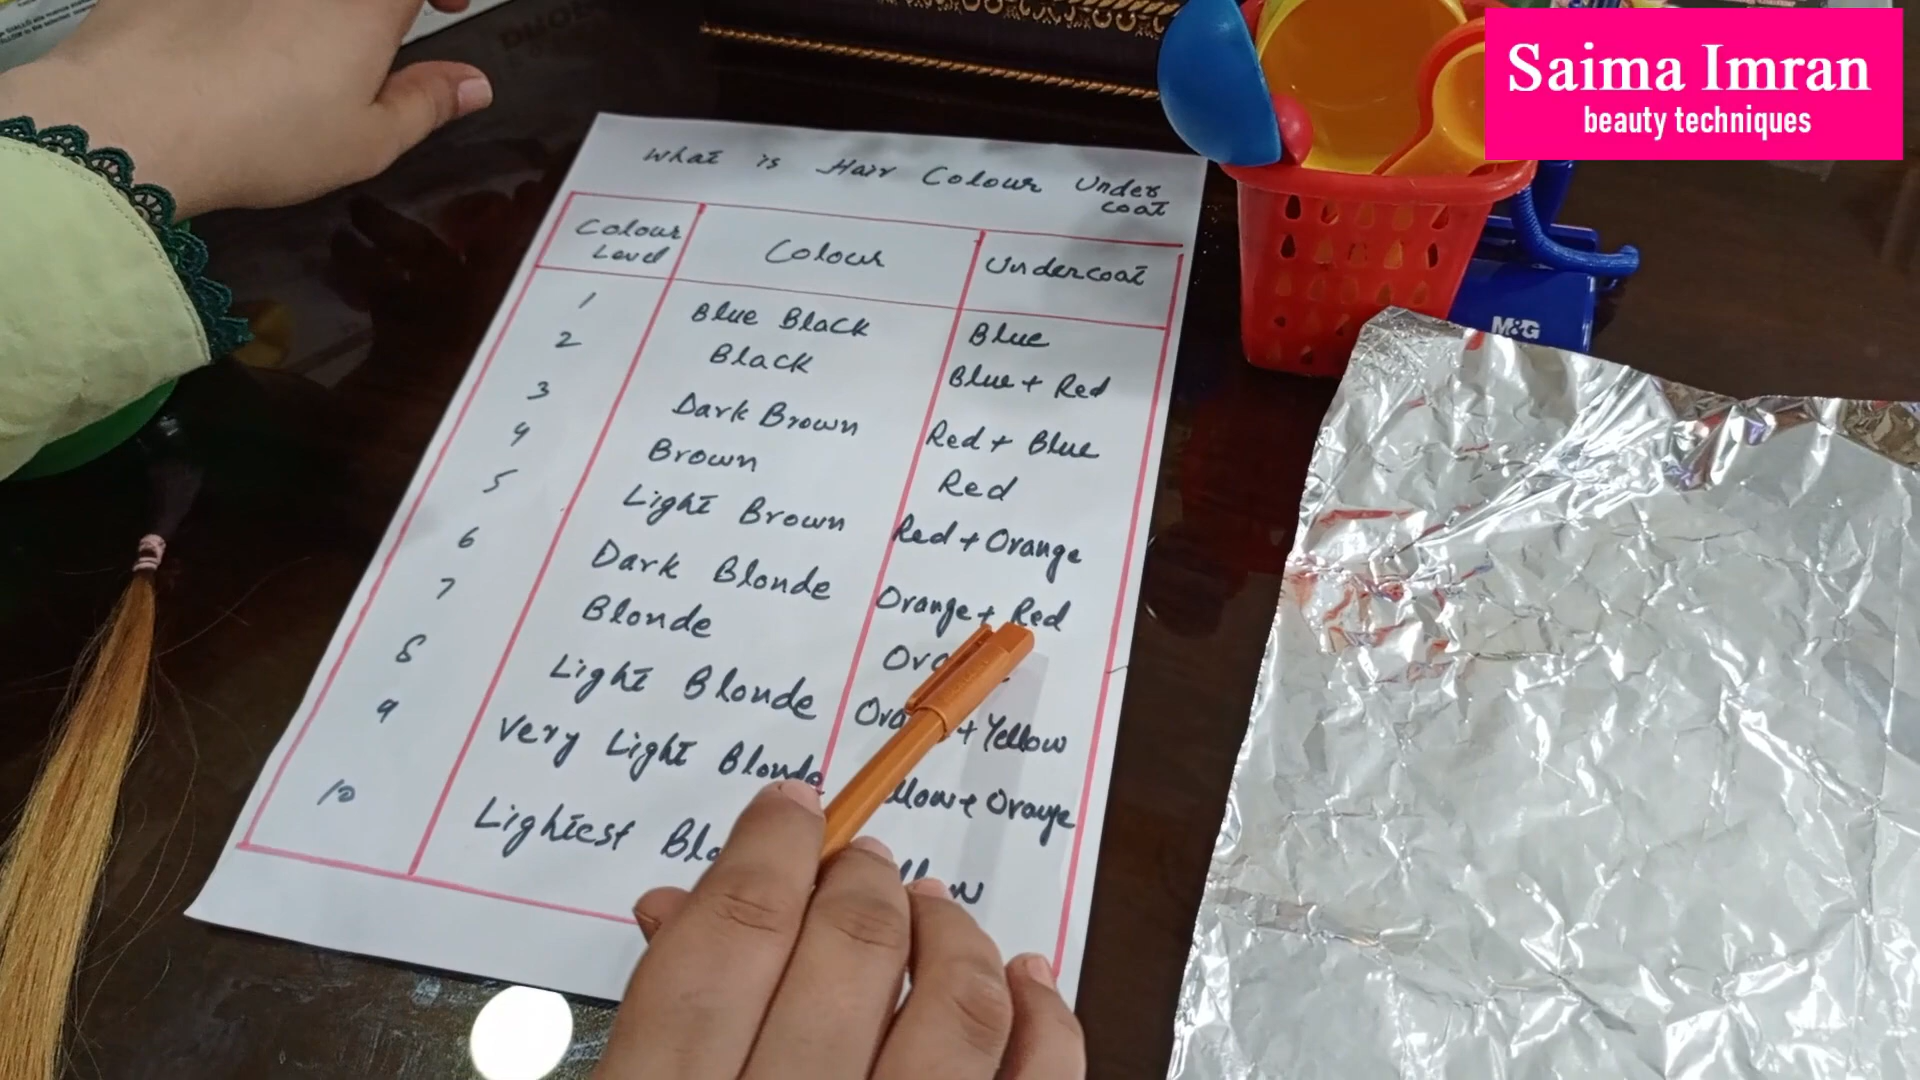 Saima Imran
beauty techniques
What is Hair Colour Under
coat
Colour Level Colour Undercoat
1 Blue Black Blue
2 Black Blue + Red
3 Dark Brown Red + Blue
4 Brown Red
5 Light Brown Red + Orange
6 Dark Blonde Orange + Red
7 Blonde
8 Light Blonde + Yellow
9 Very Light Blonde + Orange
10 Lightest
M&G